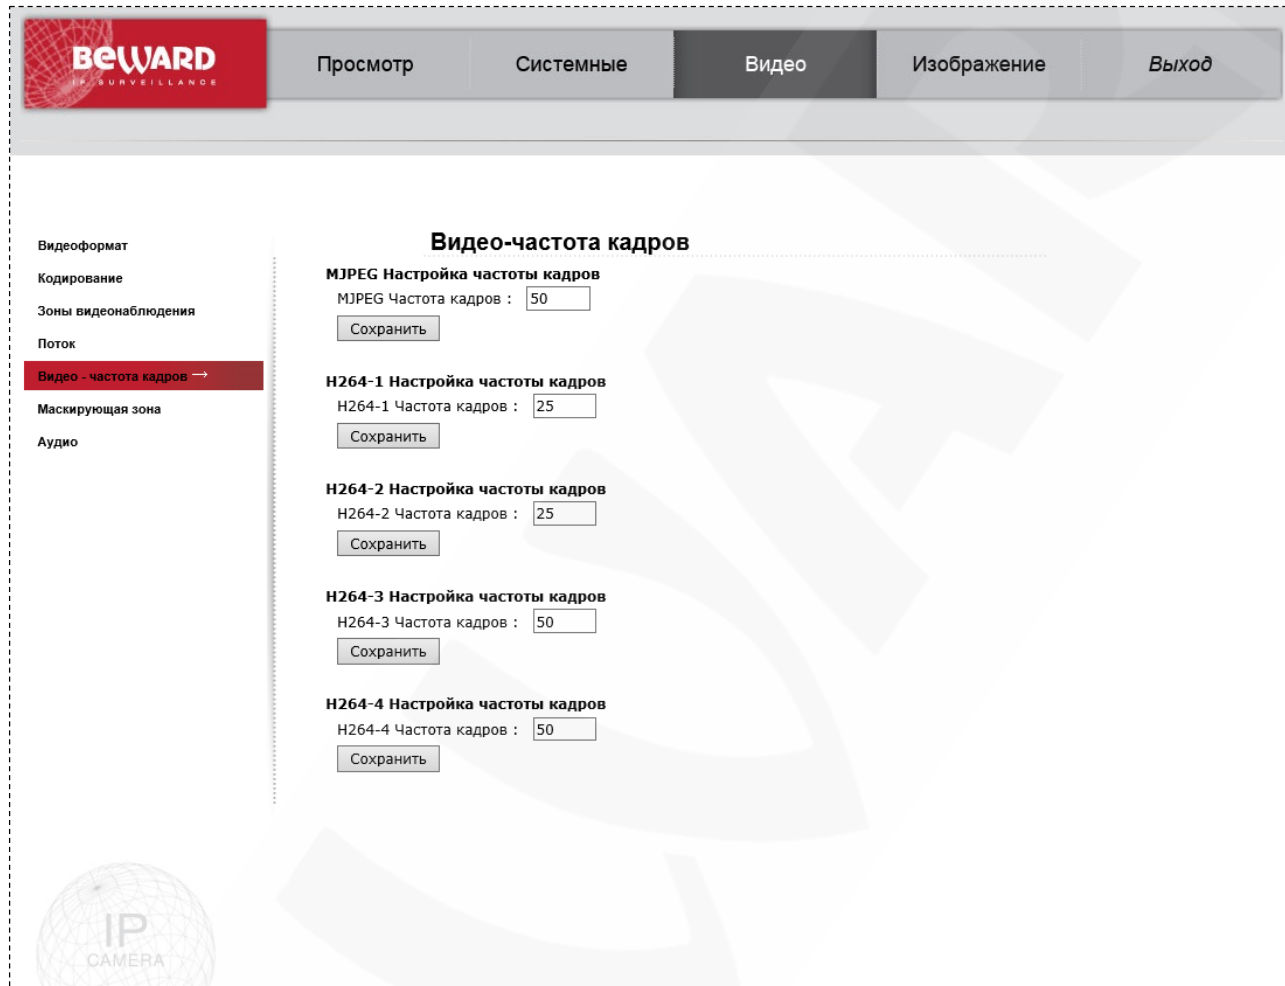 BEWARD
IP SURVEILLANCE
Просмотр
Системные
Видео
Изображение
Выход
Видеоформат
Кодирование
Зоны видеонаблюдения
Поток
Видео - частота кадров →
Маскирующая зона
Аудио
Видео-частота кадров
MJPEG Настройка частоты кадров
MJPEG Частота кадров : 50
Сохранить
H264-1 Настройка частоты кадров
H264-1 Частота кадров : 25
Сохранить
H264-2 Настройка частоты кадров
H264-2 Частота кадров : 25
Сохранить
H264-3 Настройка частоты кадров
H264-3 Частота кадров : 50
Сохранить
H264-4 Настройка частоты кадров
H264-4 Частота кадров : 50
Сохранить
IP
CAMERA